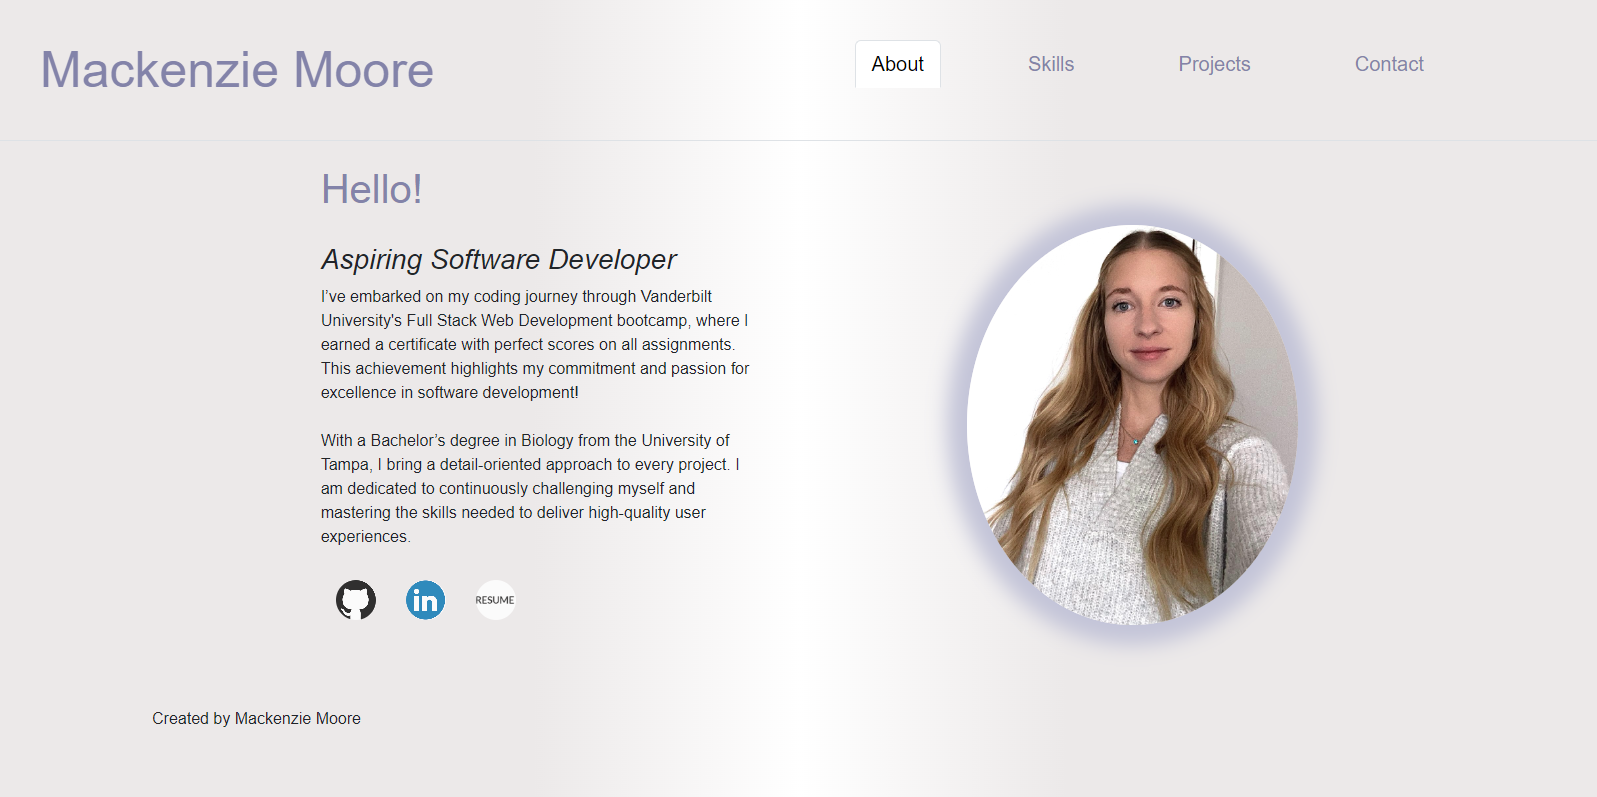 Mackenzie Moore
About
Skills
Projects
Contact
Hello!
Aspiring Software Developer
I’ve embarked on my coding journey through Vanderbilt
University's Full Stack Web Development bootcamp, where I
earned a certificate with perfect scores on all assignments.
This achievement highlights my commitment and passion for
excellence in software development!
With a Bachelor’s degree in Biology from the University of
Tampa, I bring a detail-oriented approach to every project. I
am dedicated to continuously challenging myself and
mastering the skills needed to deliver high-quality user
experiences.
in
RESUME
Created by Mackenzie Moore